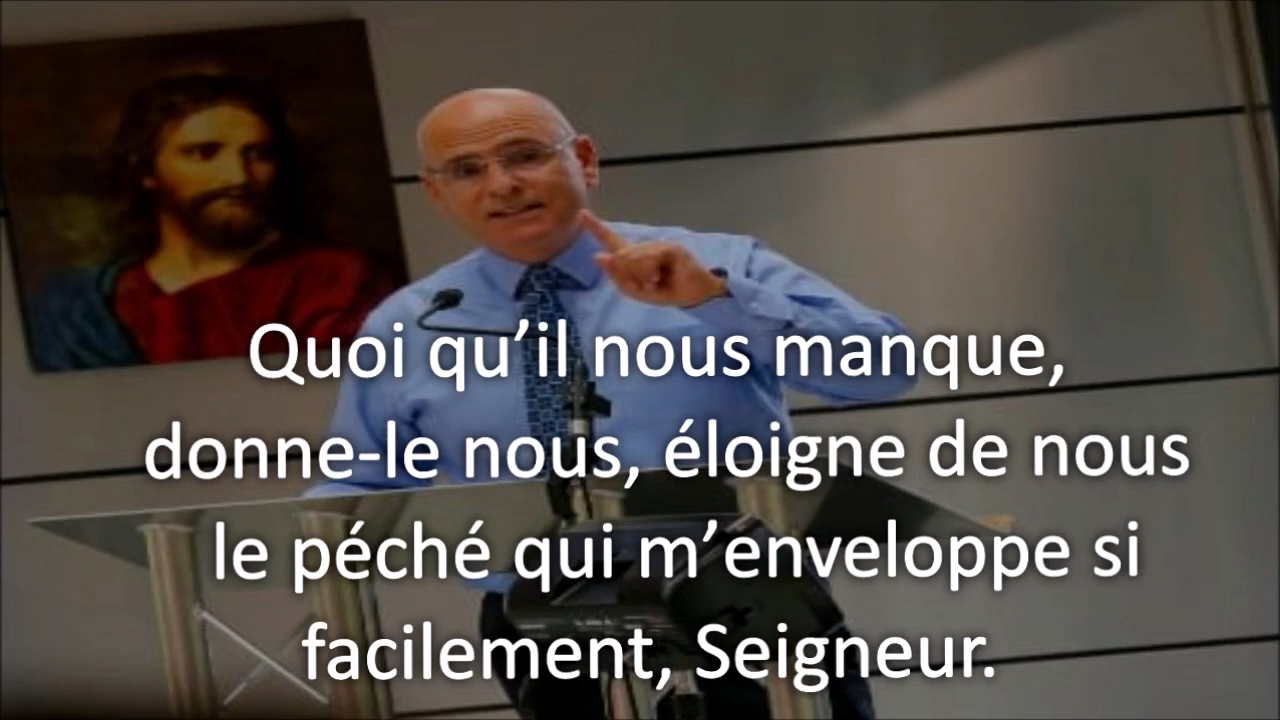 Quoi qu’il nous manque,
donne-le nous, éloigne de nous
le péché qui m’enveloppe si
facilement, Seigneur.